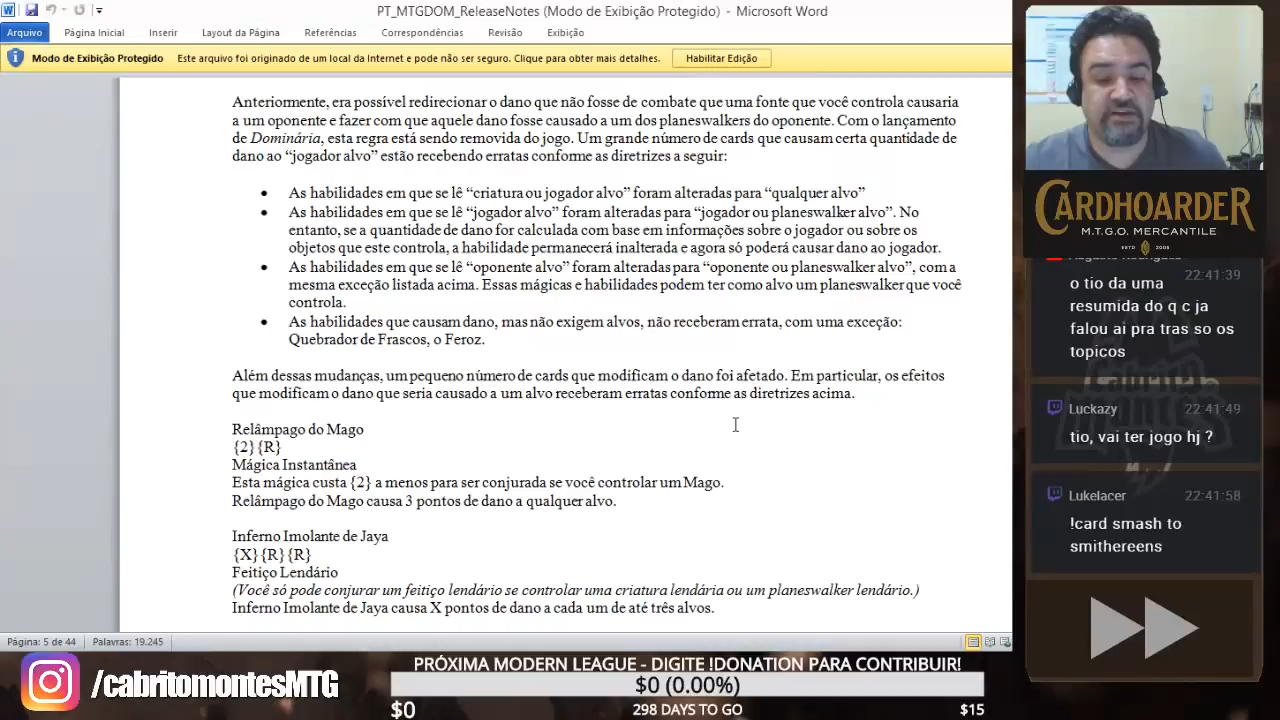 PT_MTGDOM_ReleaseNotes (Modo de Exibição Protegido) - Microsoft Word
Arquivo
Página Inicial
Inserir
Layout da Página
Referências
Correspondências
Revisão
Exibição
Modo de Exibição Protegido
Este arquivo foi originado de um local da Internet e pode não ser seguro. Clique para obter mais detalhes.
Habilitar Edição
Anteriormente, era possível redirecionar o dano que não fosse de combate que uma fonte que você controla causaria
a um oponente e fazer com que aquele dano fosse causado a um dos planeswalkers do oponente. Com o lançamento
de Dominária, esta regra está sendo removida do jogo. Um grande número de cards que causam certa quantidade de
dano ao “jogador alvo” estão recebendo erratas conforme as diretrizes a seguir:
• As habilidades em que se lê “criatura ou jogador alvo” foram alteradas para “qualquer alvo”
• As habilidades em que se lê “jogador alvo” foram alteradas para “jogador ou planeswalker alvo”. No
entanto, se a quantidade de dano for calculada com base em informações sobre o jogador ou sobre os
objetos que este controla, a habilidade permanecerá inalterada e agora só poderá causar dano ao jogador.
• As habilidades em que se lê “oponente alvo” foram alteradas para “oponente ou planeswalker alvo”, com a
mesma exceção listada acima. Essas mágicas e habilidades podem ter como alvo um planeswalker que você
controla.
• As habilidades que causam dano, mas não exigem alvos, não receberam errata, com uma exceção:
Quebrador de Frascos, o Feroz.
Além dessas mudanças, um pequeno número de cards que modificam o dano foi afetado. Em particular, os efeitos
que modificam o dano que seria causado a um alvo receberam erratas conforme as diretrizes acima.
Relâmpago do Mago
{2}{R}
Mágica Instantânea
Esta mágica custa {2} a menos para ser conjurada se você controlar um Mago.
Relâmpago do Mago causa 3 pontos de dano a qualquer alvo.
Inferno Imolante de Jaya
{X}{R}{R}
Feitiço Lendário
(Você só pode conjurar um feitiço lendário se controlar uma criatura lendária ou um planeswalker lendário.)
Inferno Imolante de Jaya causa X pontos de dano a cada um de até três alvos.
Página: 5 de 44
Palavras: 19.245
CARDHOARDER
M.T.G.O. MERCANTILE
ESTD 2005
22:41:39
o tio da uma
resumida do q c ja
falou ai pra tras so os
topicos
Luckazy 22:41:49
tio, vai ter jogo hj ?
Lukelacer 22:41:58
!card smash to
smithereens
/cabritomontesMTG
PRÓXIMA MODERN LEAGUE - DIGITE !DONATION PARA CONTRIBUIR!
$0 (0.00%)
$0
298 DAYS TO GO
$15